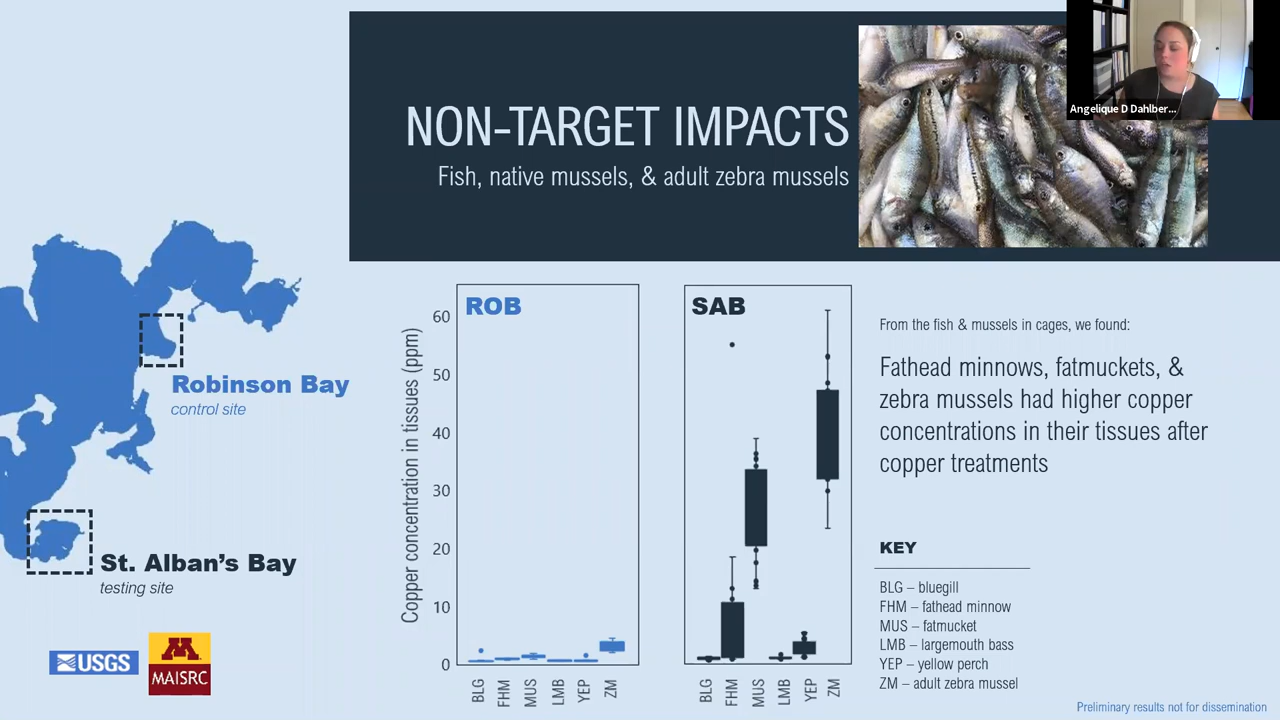 NON-TARGET IMPACTS
Fish, native mussels, & adult zebra mussels
Angelique D Dahlber...
Robinson Bay
control site
St. Alban's Bay
testing site
USGS
M
MAISRC
Copper concentration in tissues (ppm)
60
50
40
30
20
10
0
ROB
BLG
FHM
MUS
LMB
YEP
ZM
SAB
BLG
FHM
MUS
LMB
YEP
ZM
From the fish & mussels in cages, we found:
Fathead minnows, fatmuckets, &
zebra mussels had higher copper
concentrations in their tissues after
copper treatments
KEY
BLG – bluegill
FHM – fathead minnow
MUS – fatmucket
LMB – largemouth bass
YEP – yellow perch
ZM – adult zebra mussel
Preliminary results not for dissemination